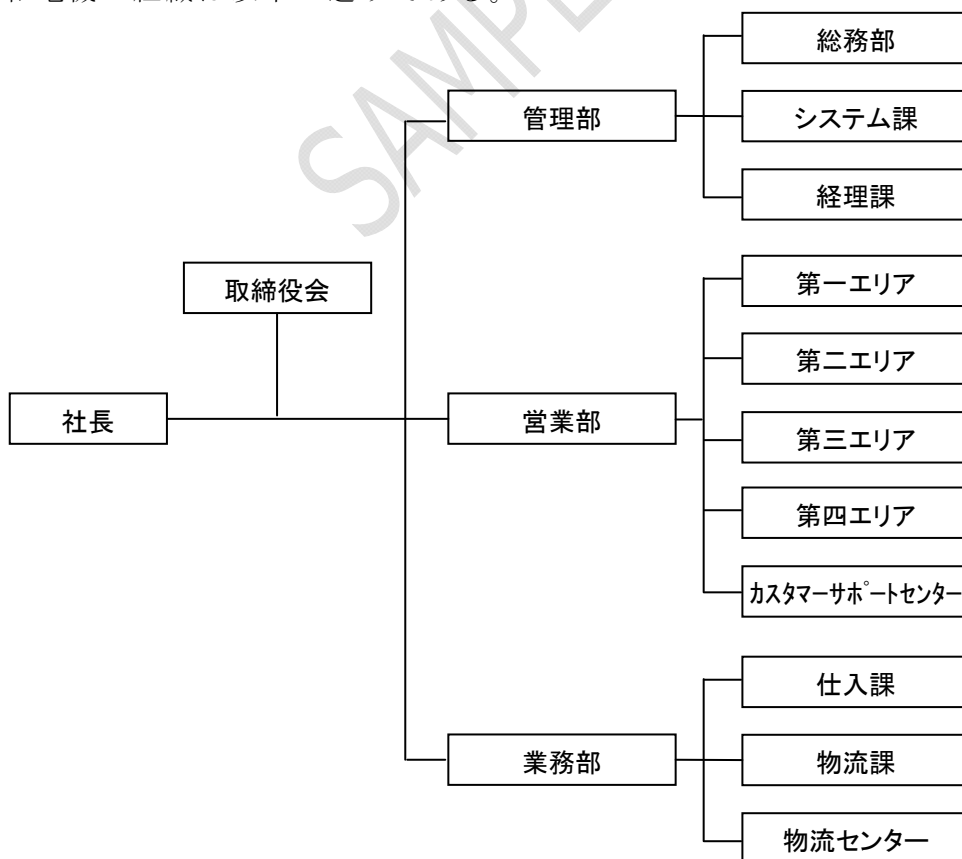 SAMPLE
総務部
管理部
システム課
経理課
取締役会
第一エリア
第二エリア
社長
営業部
第三エリア
第四エリア
カスタマーサポートセンター
仕入課
業務部
物流課
物流センター